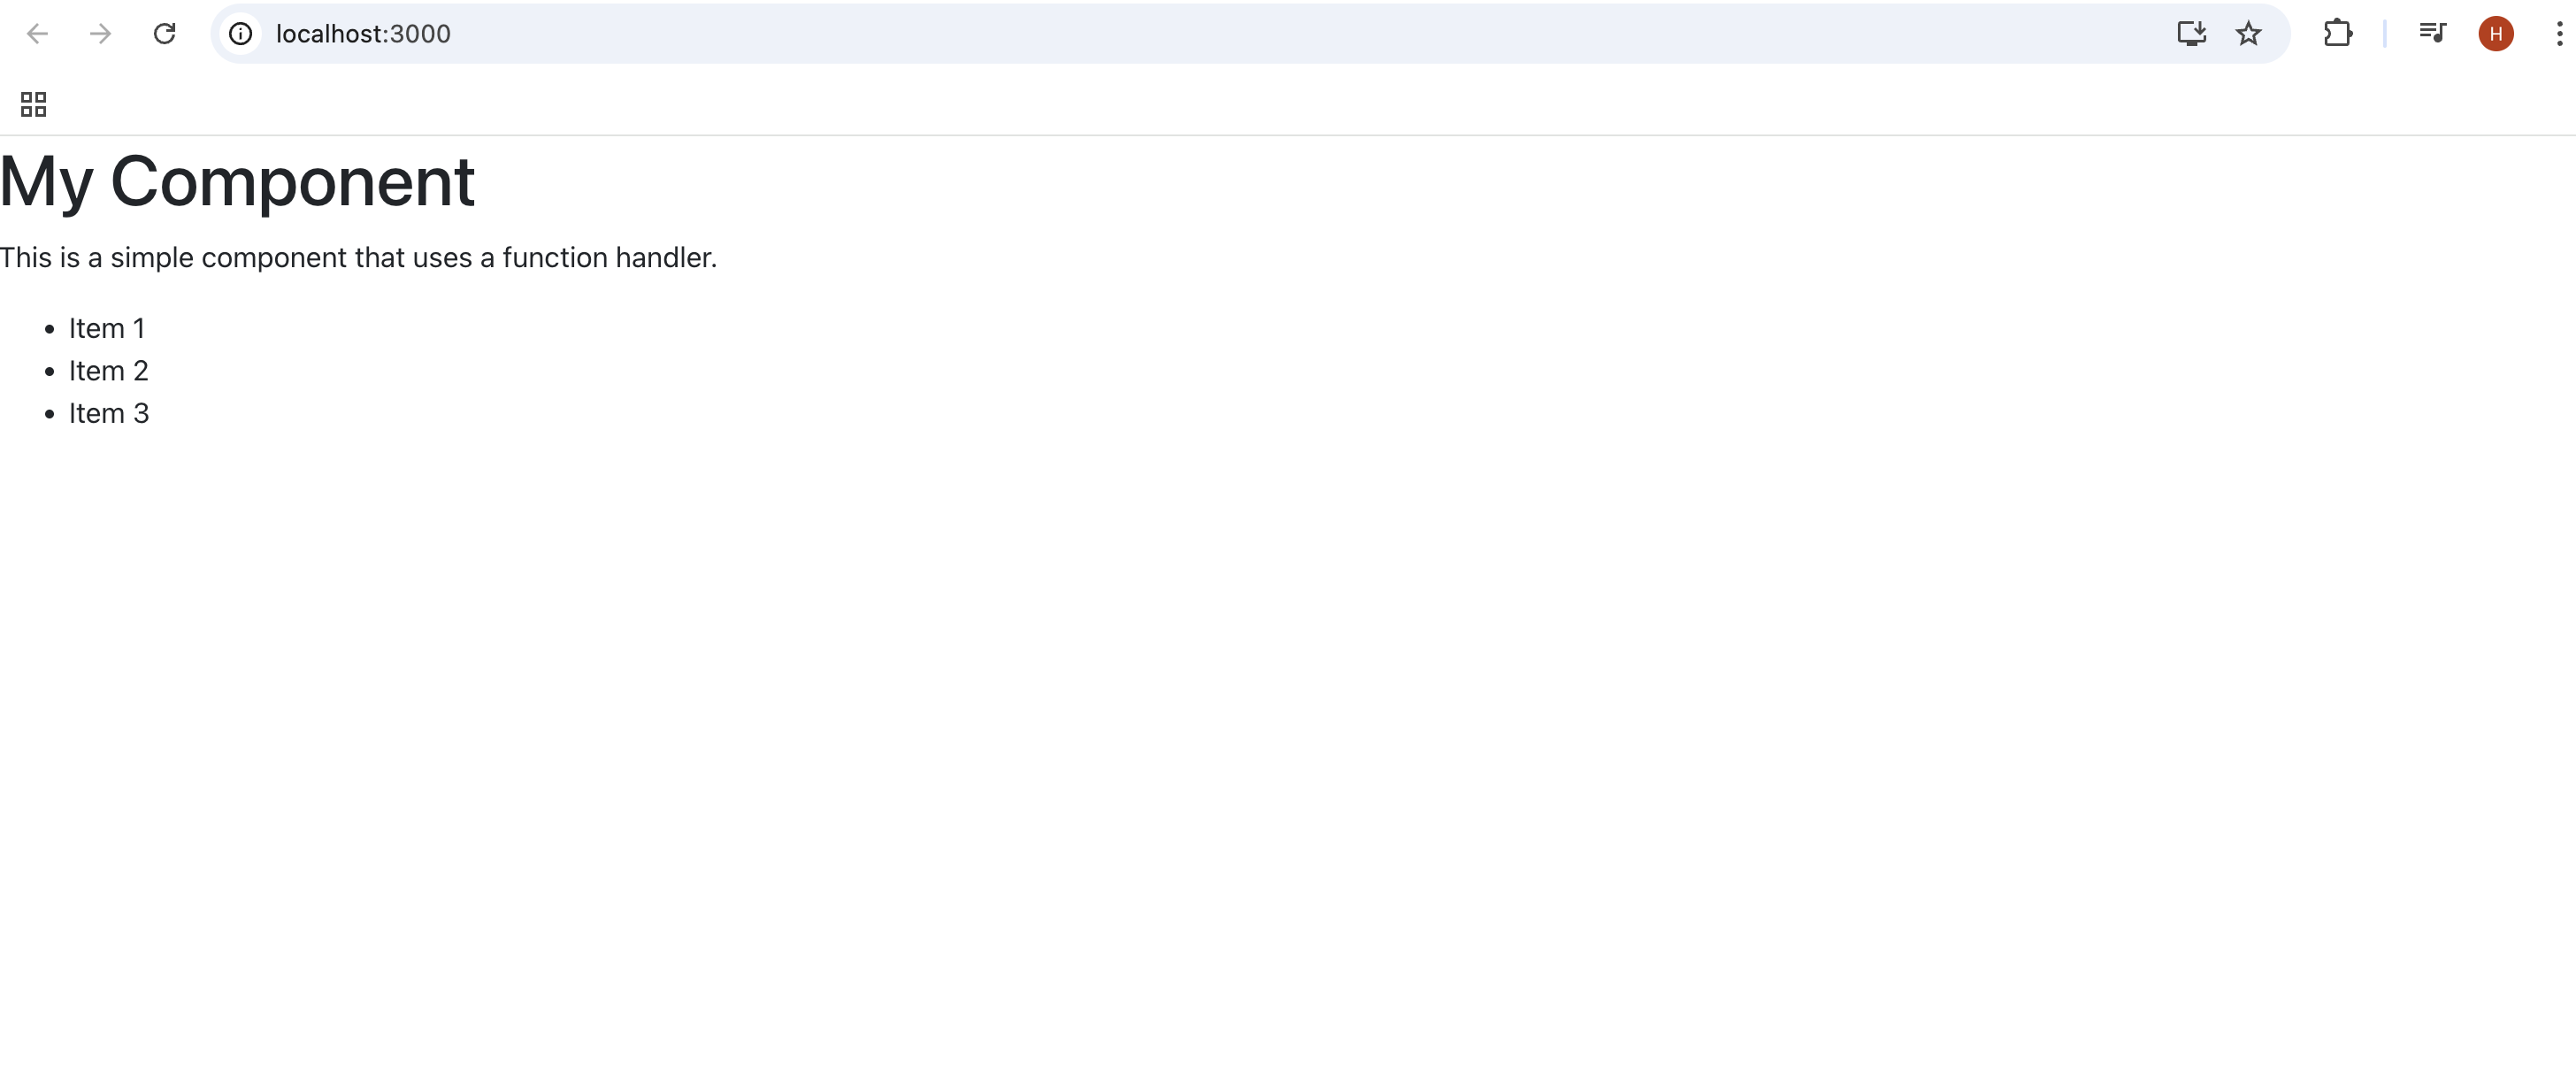 localhost:3000
H
My Component
This is a simple component that uses a function handler.
Item 1
Item 2
Item 3